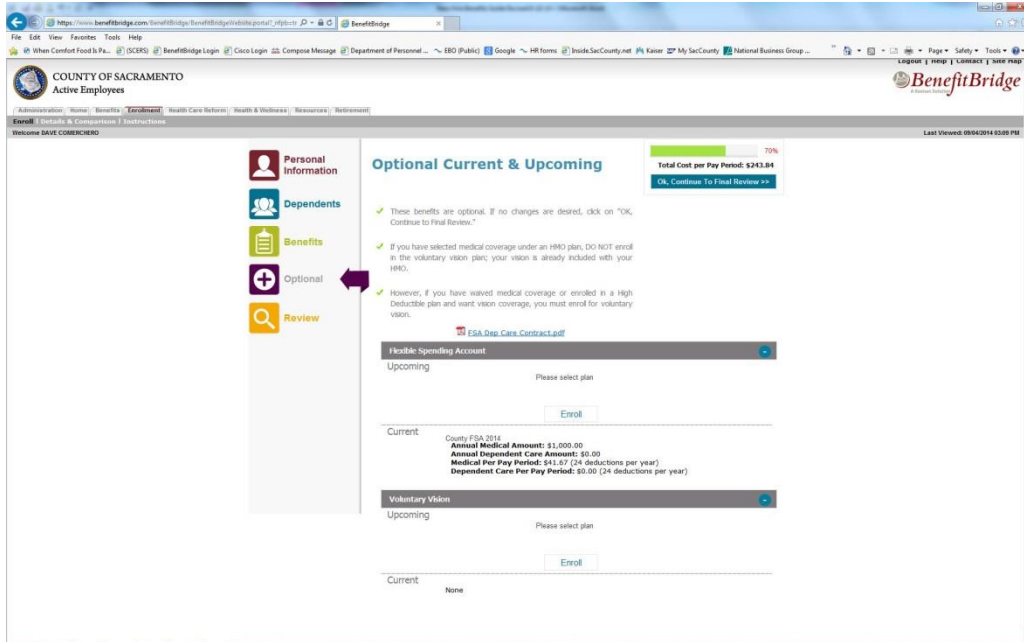 https://www.benefitbridge.com/BenefitBridge/BenefitBridgeWebsite.portal?_nfpb=tr
BenefitBridge
File Edit View Favorites Tools Help
When Comfort Food Is Pa...
(SCERS)
BenefitBridge Login
Cisco Login
Compose Message
Department of Personnel ...
EBO (Public)
Google
HR forms
Inside.SacCounty.net
Kaiser
My SacCounty
National Business Group ...
Page
Safety
Tools
Logout | Help | Contact | Site Map
COUNTY OF SACRAMENTO
Active Employees
BenefitBridge
Administration Home Benefits Enrollment Health Care Reform Health & Wellness Resources Retirement
Enroll | Details & Comparison | Instructions
Welcome DAVE COMERCHERO
Last Viewed: 09/04/2014 03:09 PM
Personal Information
Dependents
Benefits
Optional
Review
Optional Current & Upcoming
70%
Total Cost per Pay Period: $243.84
Ok, Continue To Final Review >>
These benefits are optional. If no changes are desired, click on "OK,
Continue to Final Review."
If you have selected medical coverage under an HMO plan, DO NOT enroll
in the voluntary vision plan; your vision is already included with your
HMO.
However, if you have waived medical coverage or enrolled in a High
Deductible plan and want vision coverage, you must enroll for voluntary
vision.
FSA Dep Care Contract.pdf
Flexible Spending Account
Upcoming
Please select plan
Enroll
Current
County FSA 2014
Annual Medical Amount: $1,000.00
Annual Dependent Care Amount: $0.00
Medical Per Pay Period: $41.67 (24 deductions per year)
Dependent Care Per Pay Period: $0.00 (24 deductions per year)
Voluntary Vision
Upcoming
Please select plan
Enroll
Current
None